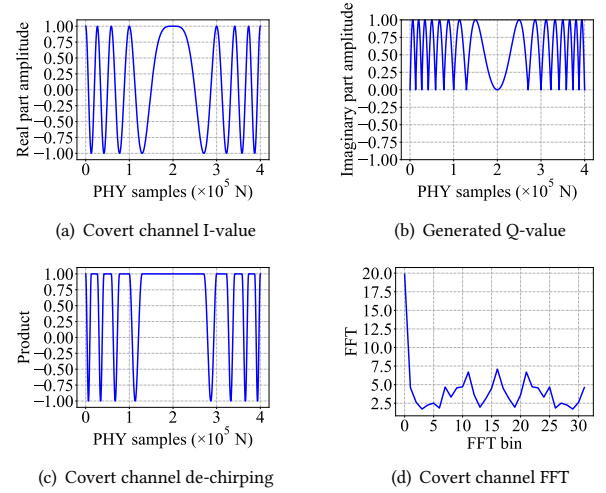 Real part amplitude
1.00
0.75
0.50
0.25
0.00
−0.25
−0.50
−0.75
−1.00
0 1 2 3 4
PHY samples (×10⁵ N)
(a) Covert channel I-value
Imaginary part amplitude
1.00
0.75
0.50
0.25
0.00
−0.25
−0.50
−0.75
−1.00
0 1 2 3 4
PHY samples (×10⁵ N)
(b) Generated Q-value
Product
1.00
0.75
0.50
0.25
0.00
−0.25
−0.50
−0.75
−1.00
0 1 2 3 4
PHY samples (×10⁵ N)
(c) Covert channel de-chirping
FFT
20.0
17.5
15.0
12.5
10.0
7.5
5.0
2.5
0 5 10 15 20 25 30
FFT bin
(d) Covert channel FFT